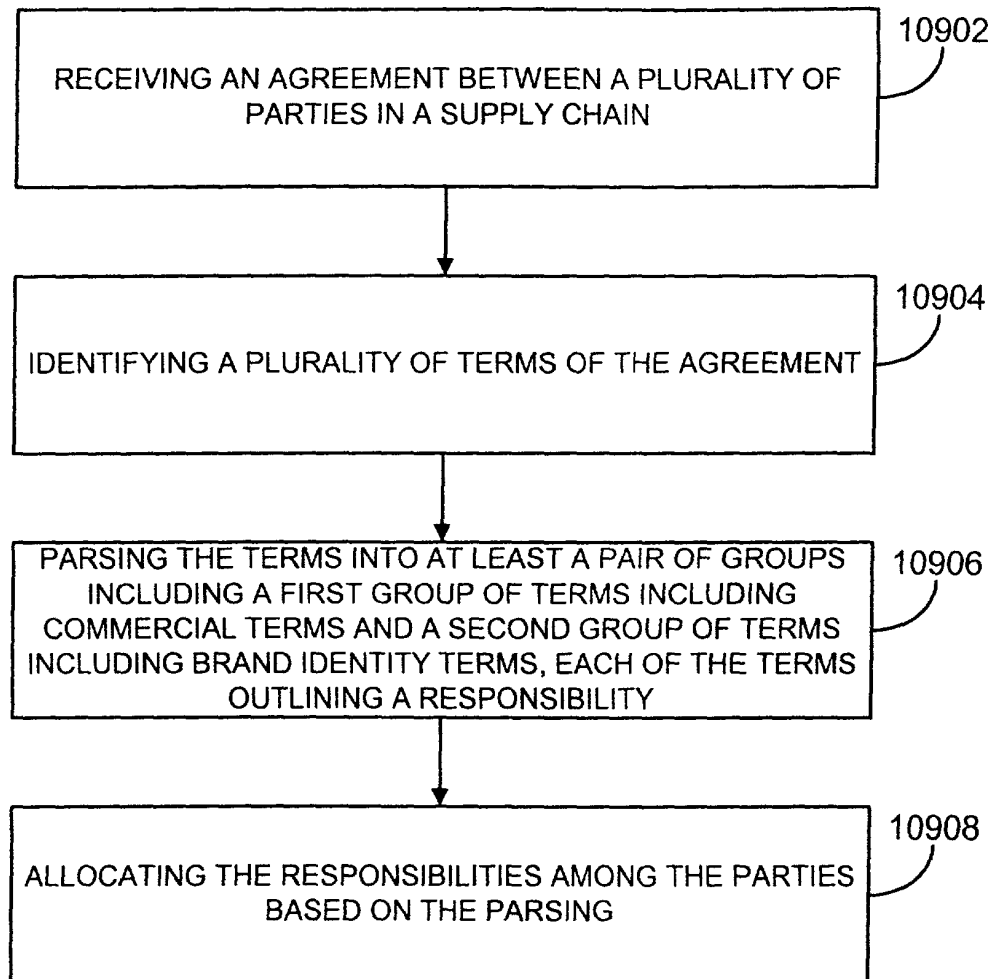 10902
RECEIVING AN AGREEMENT BETWEEN A PLURALITY OF
PARTIES IN A SUPPLY CHAIN
10904
IDENTIFYING A PLURALITY OF TERMS OF THE AGREEMENT
10906
PARSING THE TERMS INTO AT LEAST A PAIR OF GROUPS
INCLUDING A FIRST GROUP OF TERMS INCLUDING
COMMERCIAL TERMS AND A SECOND GROUP OF TERMS
INCLUDING BRAND IDENTITY TERMS, EACH OF THE TERMS
OUTLINING A RESPONSIBILITY
10908
ALLOCATING THE RESPONSIBILITIES AMONG THE PARTIES
BASED ON THE PARSING